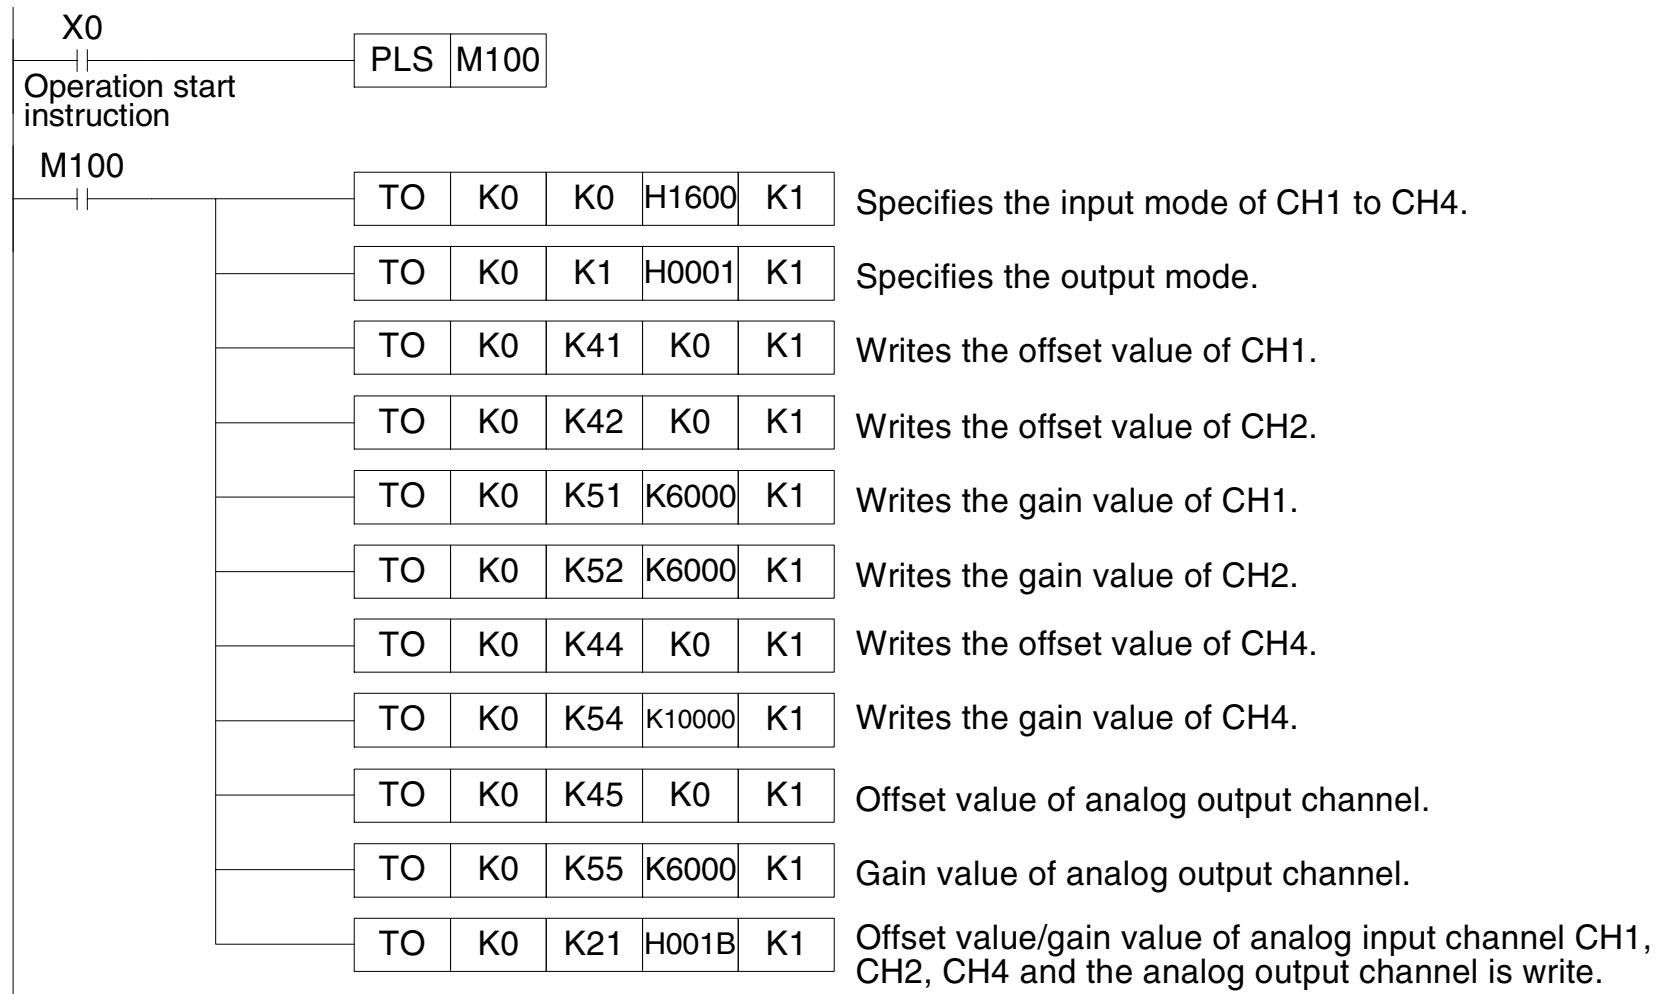 X0
PLS M100
Operation start
instruction
M100
TO K0 K0 H1600 K1 Specifies the input mode of CH1 to CH4.
TO K0 K1 H0001 K1 Specifies the output mode.
TO K0 K41 K0 K1 Writes the offset value of CH1.
TO K0 K42 K0 K1 Writes the offset value of CH2.
TO K0 K51 K6000 K1 Writes the gain value of CH1.
TO K0 K52 K6000 K1 Writes the gain value of CH2.
TO K0 K44 K0 K1 Writes the offset value of CH4.
TO K0 K54 K10000 K1 Writes the gain value of CH4.
TO K0 K45 K0 K1 Offset value of analog output channel.
TO K0 K55 K6000 K1 Gain value of analog output channel.
TO K0 K21 H001B K1 Offset value/gain value of analog input channel CH1,
CH2, CH4 and the analog output channel is write.